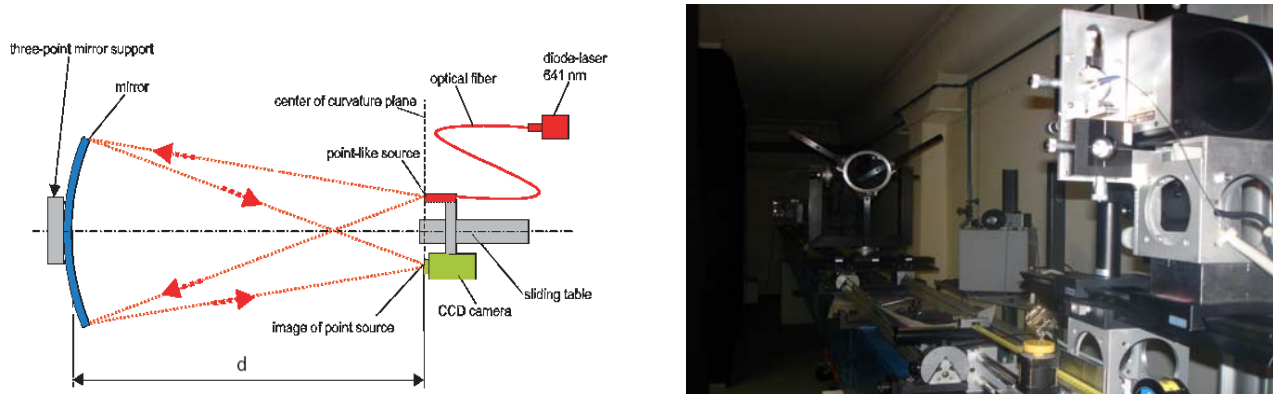 three-point mirror support
mirror
center of curvature plane
optical fiber
diode-laser
641 nm
point-like source
sliding table
CCD camera
image of point source
d